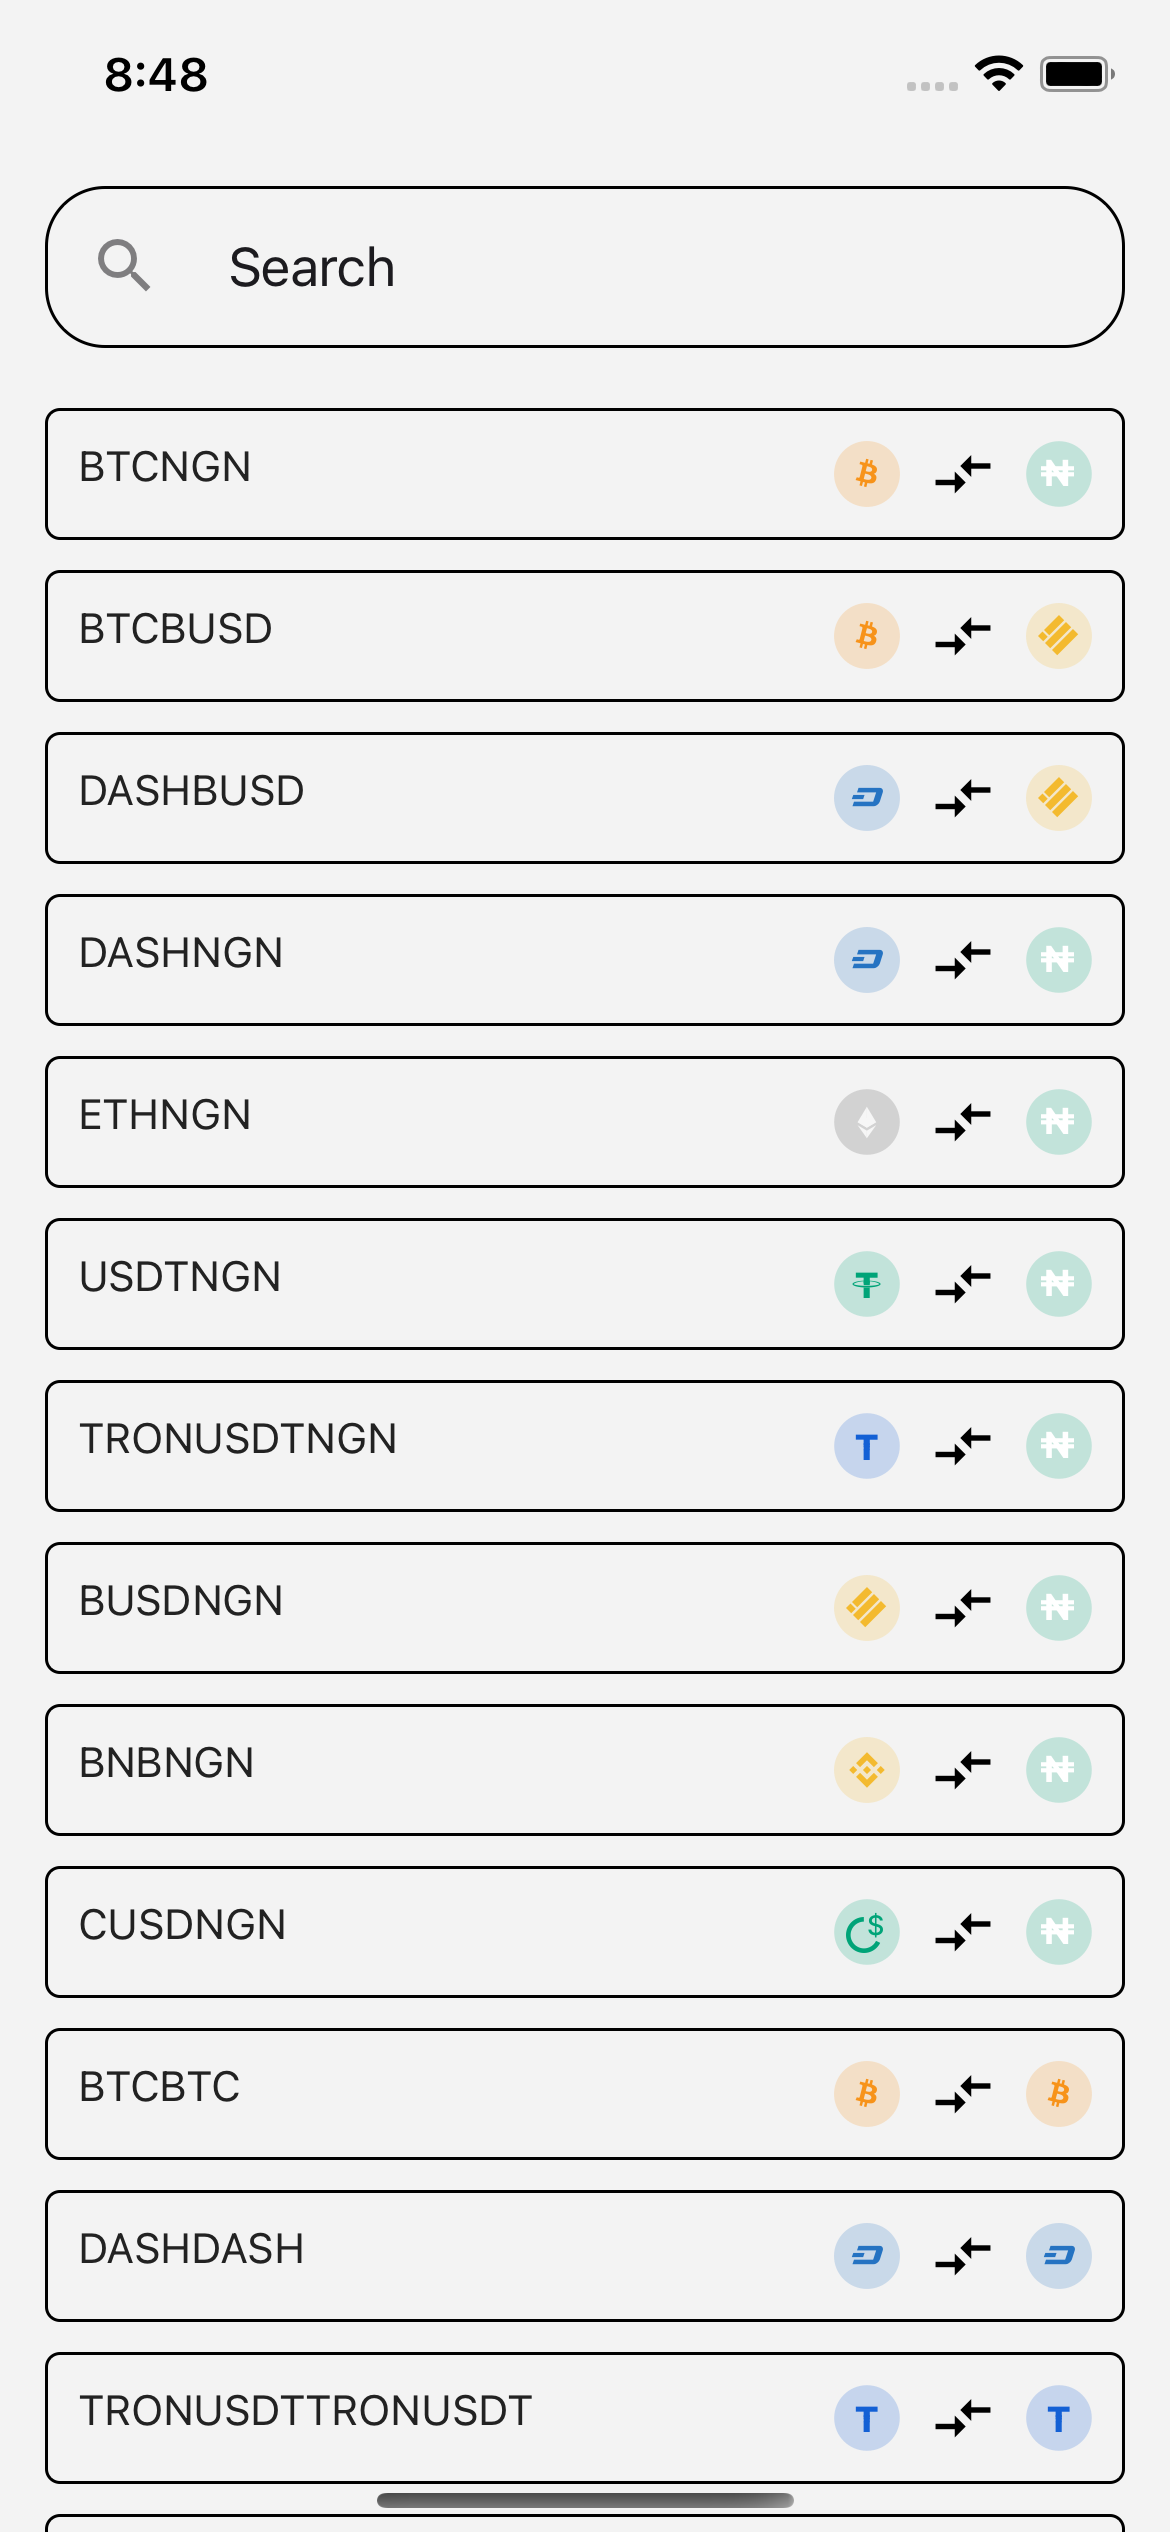 8:48
Search
BTCNGN
BTCBUSD
DASHBUSD
DASHNGN
ETHNGN
USDTNGN
TRONUSDTNGN
BUSDNGN
BNBNGN
CUSDNGN
BTCBTC
DASHDASH
TRONUSDTTRONUSDT